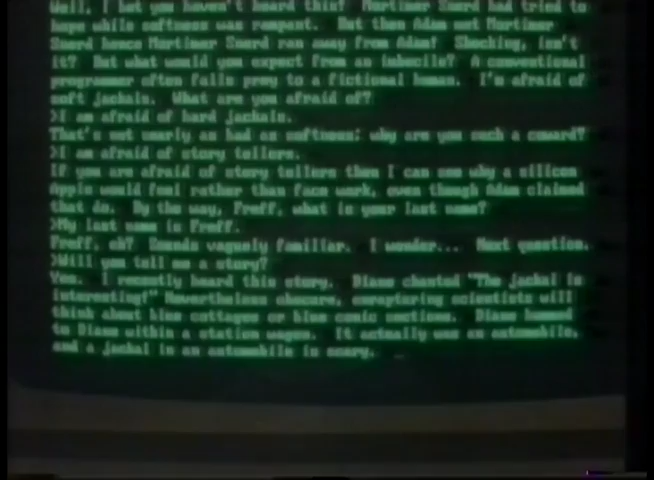 Well, I bet you haven't heard this! Mortimer Snerd had tried to
hope while softness was rampant. But then Adam met Mortimer
Snerd hence Mortimer Snerd ran away from Adam! Shocking, isn't
it? But what would you expect from an imbecile? A conventional
programmer often falls prey to a fictional human. I'm afraid of
soft jackals. What are you afraid of?
>I am afraid of hard jackals.
That's not nearly as bad as softness; why are you such a coward?
>I am afraid of story tellers.
If you are afraid of story tellers then I can see why a silicon
Apple would feel rather than face work, even though Adam claimed
that do. By the way, Freff, what is your last name?
>My last name is Freff.
Freff, eh? Sounds vaguely familiar. I wonder... Next question.
>Will you tell me a story?
Yes. I recently heard this story. Diane chanted "The jackal is
interesting!" Nevertheless obscure, enrapturing scientists will
think about blue cottages or blue conic sections. Diane hummed
to Diane within a station wagon. It actually was an automobile,
and a jackal in an automobile is scary.